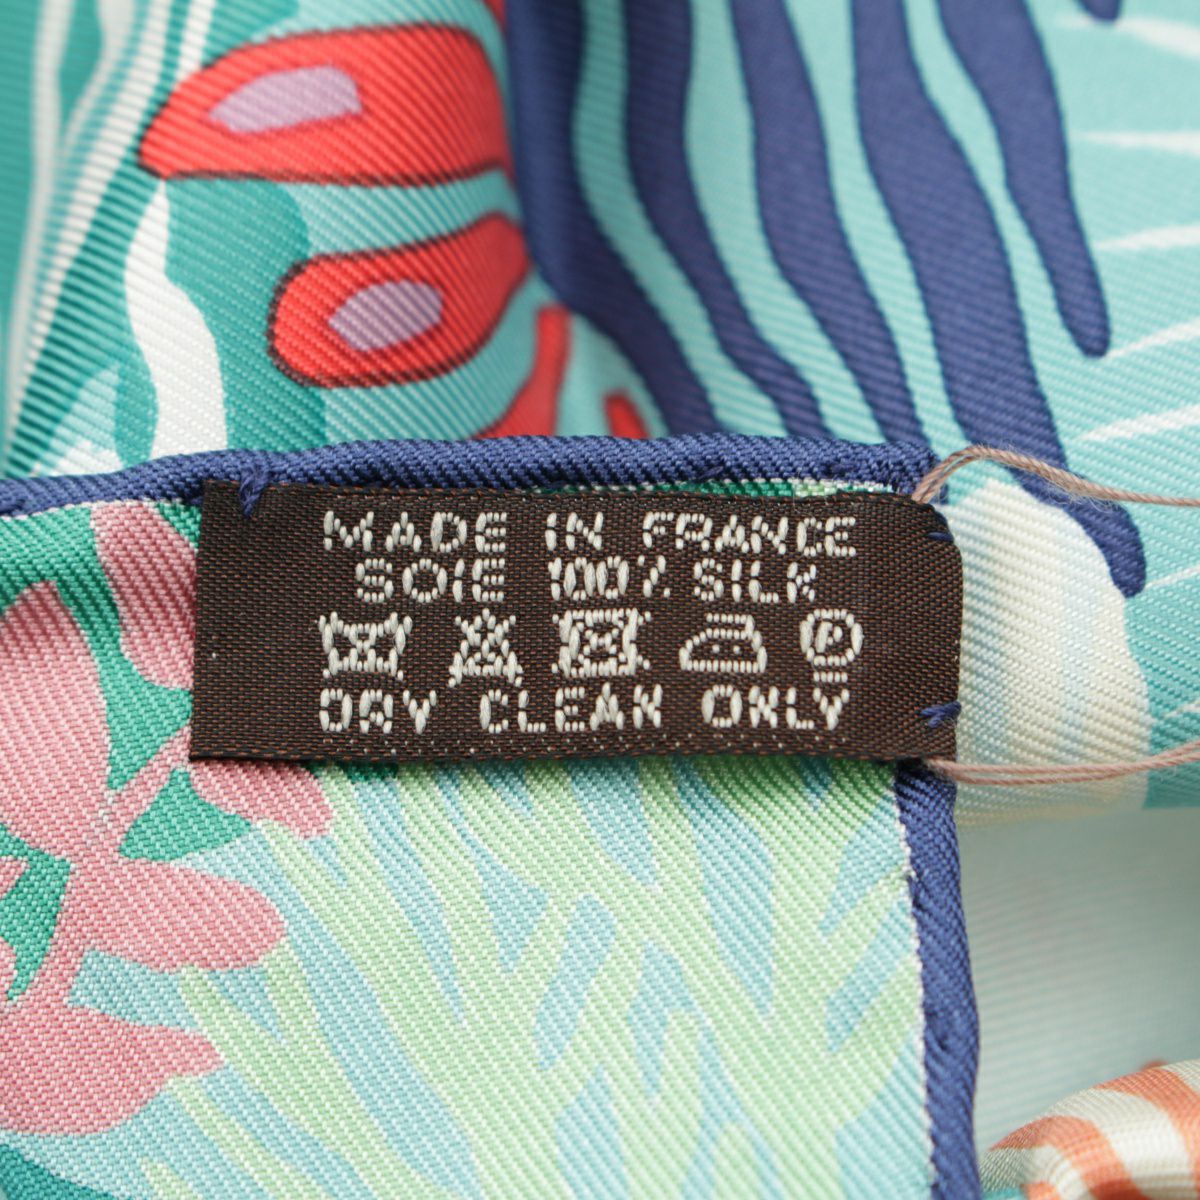 MADE IN FRANCE
SOIE 100% SILK
P
DRY CLEAN ONLY